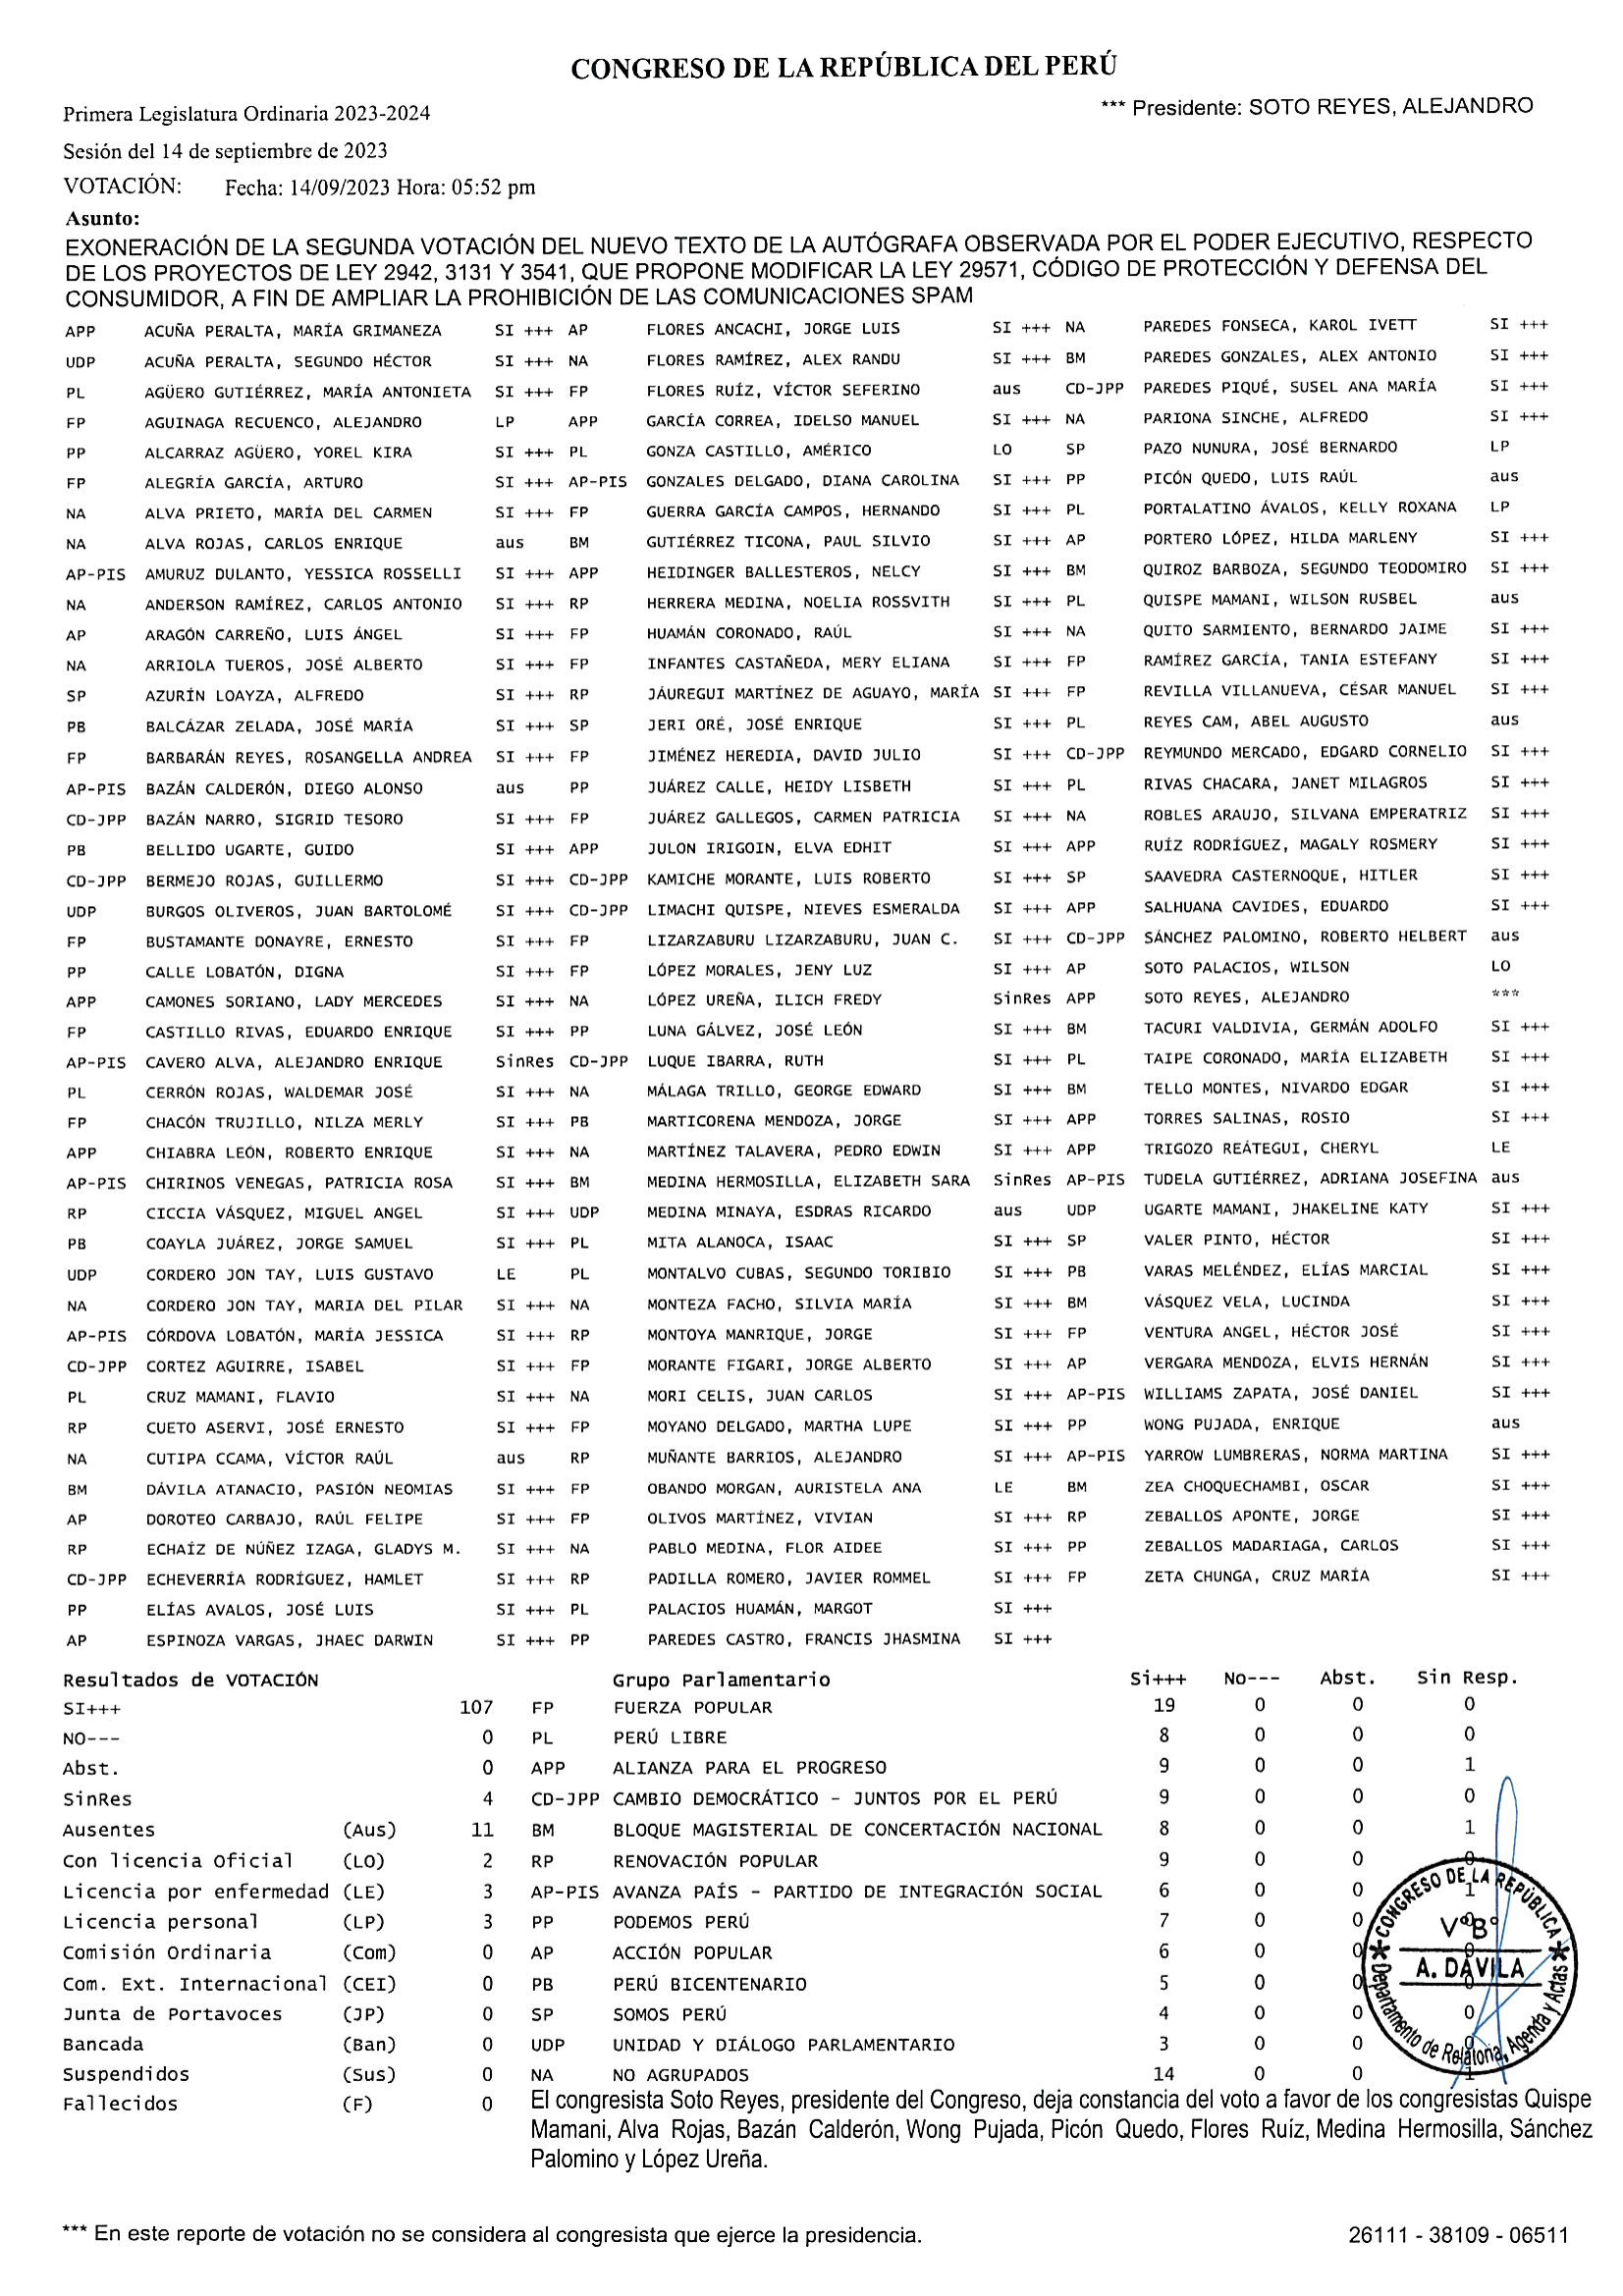 CONGRESO DE LA REPÚBLICA DEL PERÚ
Primera Legislatura Ordinaria 2023-2024 *** Presidente: SOTO REYES, ALEJANDRO
Sesión del 14 de septiembre de 2023
VOTACIÓN: Fecha: 14/09/2023 Hora: 05:52 pm
Asunto:
EXONERACIÓN DE LA SEGUNDA VOTACIÓN DEL NUEVO TEXTO DE LA AUTÓGRAFA OBSERVADA POR EL PODER EJECUTIVO, RESPECTO
DE LOS PROYECTOS DE LEY 2942, 3131 Y 3541, QUE PROPONE MODIFICAR LA LEY 29571, CÓDIGO DE PROTECCIÓN Y DEFENSA DEL
CONSUMIDOR, A FIN DE AMPLIAR LA PROHIBICIÓN DE LAS COMUNICACIONES SPAM
APP ACUÑA PERALTA, MARÍA GRIMANEZA SI +++ AP FLORES ANCACHI, JORGE LUIS SI +++ NA PAREDES FONSECA, KAROL IVETT SI +++
UDP ACUÑA PERALTA, SEGUNDO HÉCTOR SI +++ NA FLORES RAMÍREZ, ALEX RANDU SI +++ BM PAREDES GONZALES, ALEX ANTONIO SI +++
PL AGÜERO GUTIÉRREZ, MARÍA ANTONIETA SI +++ FP FLORES RUÍZ, VÍCTOR SEFERINO aus CD-JPP PAREDES PIQUÉ, SUSEL ANA MARÍA SI +++
FP AGUINAGA RECUENCO, ALEJANDRO LP APP GARCÍA CORREA, IDELSO MANUEL SI +++ NA PARIONA SINCHE, ALFREDO SI +++
PP ALCARRAZ AGÜERO, YOREL KIRA SI +++ PL GONZA CASTILLO, AMÉRICO LO SP PAZO NUNURA, JOSÉ BERNARDO LP
FP ALEGRÍA GARCÍA, ARTURO SI +++ AP-PIS GONZALES DELGADO, DIANA CAROLINA SI +++ PP PICÓN QUEDO, LUIS RAÚL aus
NA ALVA PRIETO, MARÍA DEL CARMEN SI +++ FP GUERRA GARCÍA CAMPOS, HERNANDO SI +++ PL PORTALATINO ÁVALOS, KELLY ROXANA LP
NA ALVA ROJAS, CARLOS ENRIQUE aus BM GUTIÉRREZ TICONA, PAUL SILVIO SI +++ AP PORTERO LÓPEZ, HILDA MARLENY SI +++
AP-PIS AMURUZ DULANTO, YESSICA ROSSELLI SI +++ APP HEIDINGER BALLESTEROS, NELCY SI +++ BM QUIROZ BARBOZA, SEGUNDO TEODOMIRO SI +++
NA ANDERSON RAMÍREZ, CARLOS ANTONIO SI +++ RP HERRERA MEDINA, NOELIA ROSSVITH SI +++ PL QUISPE MAMANI, WILSON RUSBEL aus
AP ARAGÓN CARREÑO, LUIS ÁNGEL SI +++ FP HUAMÁN CORONADO, RAÚL SI +++ NA QUITO SARMIENTO, BERNARDO JAIME SI +++
NA ARRIOLA TUEROS, JOSÉ ALBERTO SI +++ FP INFANTES CASTAÑEDA, MERY ELIANA SI +++ FP RAMÍREZ GARCÍA, TANIA ESTEFANY SI +++
SP AZURÍN LOAYZA, ALFREDO SI +++ RP JÁUREGUI MARTÍNEZ DE AGUAYO, MARÍA SI +++ FP REVILLA VILLANUEVA, CÉSAR MANUEL SI +++
PB BALCÁZAR ZELADA, JOSÉ MARÍA SI +++ SP JERI ORÉ, JOSÉ ENRIQUE SI +++ PL REYES CAM, ABEL AUGUSTO aus
FP BARBARÁN REYES, ROSANGELLA ANDREA SI +++ FP JIMÉNEZ HEREDIA, DAVID JULIO SI +++ CD-JPP REYMUNDO MERCADO, EDGARD CORNELIO SI +++
AP-PIS BAZÁN CALDERÓN, DIEGO ALONSO aus PP JUÁREZ CALLE, HEIDY LISBETH SI +++ PL RIVAS CHACARA, JANET MILAGROS SI +++
CD-JPP BAZÁN NARRO, SIGRID TESORO SI +++ FP JUÁREZ GALLEGOS, CARMEN PATRICIA SI +++ NA ROBLES ARAUJO, SILVANA EMPERATRIZ SI +++
PB BELLIDO UGARTE, GUIDO SI +++ APP JULON IRIGOIN, ELVA EDHIT SI +++ APP RUÍZ RODRÍGUEZ, MAGALY ROSMERY SI +++
CD-JPP BERMEJO ROJAS, GUILLERMO SI +++ CD-JPP KAMICHE MORANTE, LUIS ROBERTO SI +++ SP SAAVEDRA CASTERNOQUE, HITLER SI +++
UDP BURGOS OLIVEROS, JUAN BARTOLOMÉ SI +++ CD-JPP LIMACHI QUISPE, NIEVES ESMERALDA SI +++ APP SALHUANA CAVIDES, EDUARDO SI +++
FP BUSTAMANTE DONAYRE, ERNESTO SI +++ FP LIZARZABURU LIZARZABURU, JUAN C. SI +++ CD-JPP SÁNCHEZ PALOMINO, ROBERTO HELBERT aus
PP CALLE LOBATÓN, DIGNA SI +++ FP LÓPEZ MORALES, JENY LUZ SI +++ AP SOTO PALACIOS, WILSON LO
APP CAMONES SORIANO, LADY MERCEDES SI +++ NA LÓPEZ UREÑA, ILICH FREDY SinRes APP SOTO REYES, ALEJANDRO ***
FP CASTILLO RIVAS, EDUARDO ENRIQUE SI +++ PP LUNA GÁLVEZ, JOSÉ LEÓN SI +++ BM TACURI VALDIVIA, GERMÁN ADOLFO SI +++
AP-PIS CAVERO ALVA, ALEJANDRO ENRIQUE SinRes CD-JPP LUQUE IBARRA, RUTH SI +++ PL TAIPE CORONADO, MARÍA ELIZABETH SI +++
PL CERRÓN ROJAS, WALDEMAR JOSÉ SI +++ NA MÁLAGA TRILLO, GEORGE EDWARD SI +++ BM TELLO MONTES, NIVARDO EDGAR SI +++
FP CHACÓN TRUJILLO, NILZA MERLY SI +++ PB MARTICORENA MENDOZA, JORGE SI +++ APP TORRES SALINAS, ROSIO SI +++
APP CHIABRA LEÓN, ROBERTO ENRIQUE SI +++ NA MARTÍNEZ TALAVERA, PEDRO EDWIN SI +++ APP TRIGOZO REÁTEGUI, CHERYL LE
AP-PIS CHIRINOS VENEGAS, PATRICIA ROSA SI +++ BM MEDINA HERMOSILLA, ELIZABETH SARA SinRes AP-PIS TUDELA GUTIÉRREZ, ADRIANA JOSEFINA aus
RP CICCIA VÁSQUEZ, MIGUEL ANGEL SI +++ UDP MEDINA MINAYA, ESDRAS RICARDO aus UDP UGARTE MAMANI, JHAKELINE KATY SI +++
PB COAYLA JUÁREZ, JORGE SAMUEL SI +++ PL MITA ALANOCA, ISAAC SI +++ SP VALER PINTO, HÉCTOR SI +++
UDP CORDERO JON TAY, LUIS GUSTAVO LE PL MONTALVO CUBAS, SEGUNDO TORIBIO SI +++ PB VARAS MELÉNDEZ, ELÍAS MARCIAL SI +++
NA CORDERO JON TAY, MARIA DEL PILAR SI +++ NA MONTEZA FACHO, SILVIA MARÍA SI +++ BM VÁSQUEZ VELA, LUCINDA SI +++
AP-PIS CÓRDOVA LOBATÓN, MARÍA JESSICA SI +++ RP MONTOYA MANRIQUE, JORGE SI +++ FP VENTURA ANGEL, HÉCTOR JOSÉ SI +++
CD-JPP CORTEZ AGUIRRE, ISABEL SI +++ FP MORANTE FIGARI, JORGE ALBERTO SI +++ AP VERGARA MENDOZA, ELVIS HERNÁN SI +++
PL CRUZ MAMANI, FLAVIO SI +++ NA MORI CELIS, JUAN CARLOS SI +++ AP-PIS WILLIAMS ZAPATA, JOSÉ DANIEL SI +++
RP CUETO ASERVI, JOSÉ ERNESTO SI +++ FP MOYANO DELGADO, MARTHA LUPE SI +++ PP WONG PUJADA, ENRIQUE aus
NA CUTIPA CCAMA, VÍCTOR RAÚL aus RP MUÑANTE BARRIOS, ALEJANDRO SI +++ AP-PIS YARROW LUMBRERAS, NORMA MARTINA SI +++
BM DÁVILA ATANACIO, PASIÓN NEOMIAS SI +++ FP OBANDO MORGAN, AURISTELA ANA LE BM ZEA CHOQUECHAMBI, OSCAR SI +++
AP DOROTEO CARBAJO, RAÚL FELIPE SI +++ FP OLIVOS MARTÍNEZ, VIVIAN SI +++ RP ZEBALLOS APONTE, JORGE SI +++
RP ECHAÍZ DE NÚÑEZ IZAGA, GLADYS M. SI +++ NA PABLO MEDINA, FLOR AIDEE SI +++ PP ZEBALLOS MADARIAGA, CARLOS SI +++
CD-JPP ECHEVERRÍA RODRÍGUEZ, HAMLET SI +++ RP PADILLA ROMERO, JAVIER ROMMEL SI +++ FP ZETA CHUNGA, CRUZ MARÍA SI +++
PP ELÍAS AVALOS, JOSÉ LUIS SI +++ PL PALACIOS HUAMÁN, MARGOT SI +++
AP ESPINOZA VARGAS, JHAEC DARWIN SI +++ PP PAREDES CASTRO, FRANCIS JHASMINA SI +++
Resultados de VOTACIÓN Grupo Parlamentario Si+++ No--- Abst. Sin Resp.
SI+++ 107 FP FUERZA POPULAR 19 0 0 0
NO--- 0 PL PERÚ LIBRE 8 0 0 0
Abst. 0 APP ALIANZA PARA EL PROGRESO 9 0 0 1
SinRes 4 CD-JPP CAMBIO DEMOCRÁTICO - JUNTOS POR EL PERÚ 9 0 0 0
Ausentes (Aus) 11 BM BLOQUE MAGISTERIAL DE CONCERTACIÓN NACIONAL 8 0 0 1
Con licencia Oficial (LO) 2 RP RENOVACIÓN POPULAR 9 0 0 0
Licencia por enfermedad (LE) 3 AP-PIS AVANZA PAÍS - PARTIDO DE INTEGRACIÓN SOCIAL 6 0 0 1
Licencia personal (LP) 3 PP PODEMOS PERÚ 7 0 0 0
Comisión Ordinaria (Com) 0 AP ACCIÓN POPULAR 6 0 0 0
Com. Ext. Internacional (CEI) 0 PB PERÚ BICENTENARIO 5 0 0 0
Junta de Portavoces (JP) 0 SP SOMOS PERÚ 4 0 0 0
Bancada (Ban) 0 UDP UNIDAD Y DIÁLOGO PARLAMENTARIO 3 0 0 0
Suspendidos (Sus) 0 NA NO AGRUPADOS 14 0 0 1
Fallecidos (F) 0
CONGRESO DE LA REPÚBLICA
V°B°
A. DAVILA
Departamento de Relatoria, Agenda y Actas
El congresista Soto Reyes, presidente del Congreso, deja constancia del voto a favor de los congresistas Quispe
Mamani, Alva Rojas, Bazán Calderón, Wong Pujada, Picón Quedo, Flores Ruíz, Medina Hermosilla, Sánchez
Palomino y López Ureña.
*** En este reporte de votación no se considera al congresista que ejerce la presidencia. 26111 - 38109 - 06511